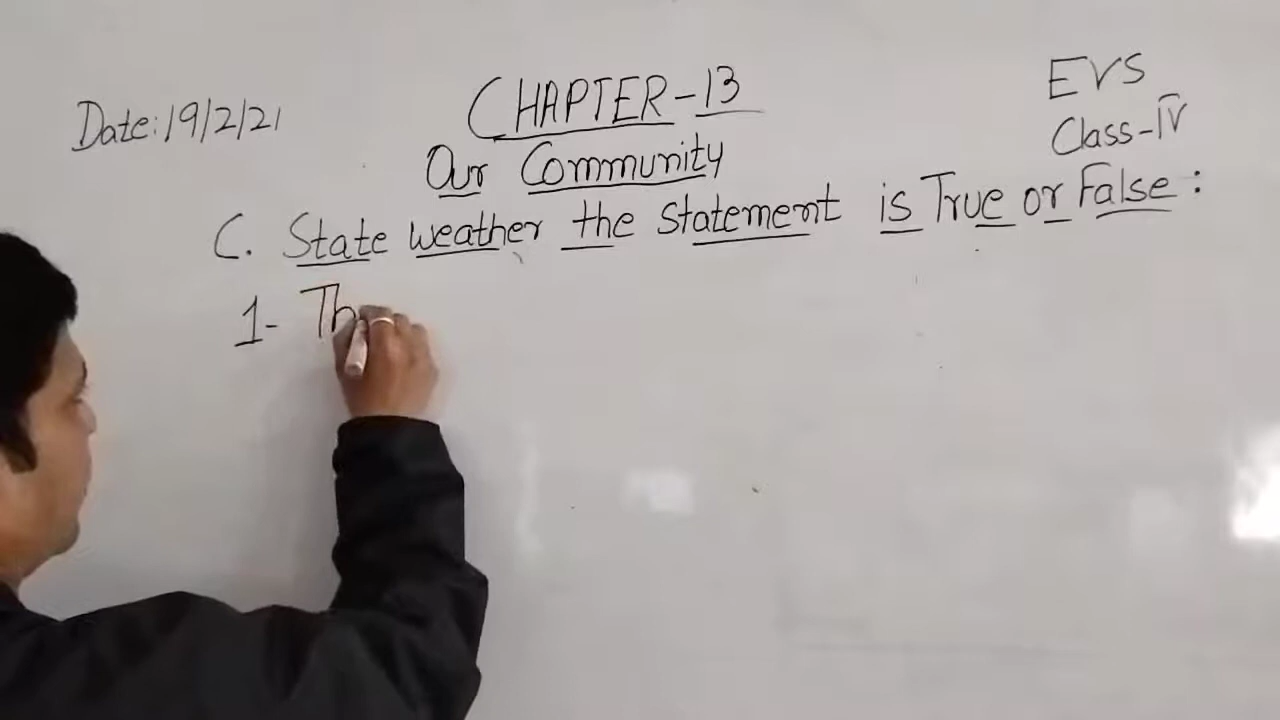 Date: 19/2/21
CHAPTER-13
EVS
Class-IV
Our Community
C. State weather the Statement is True or False :
1- Th